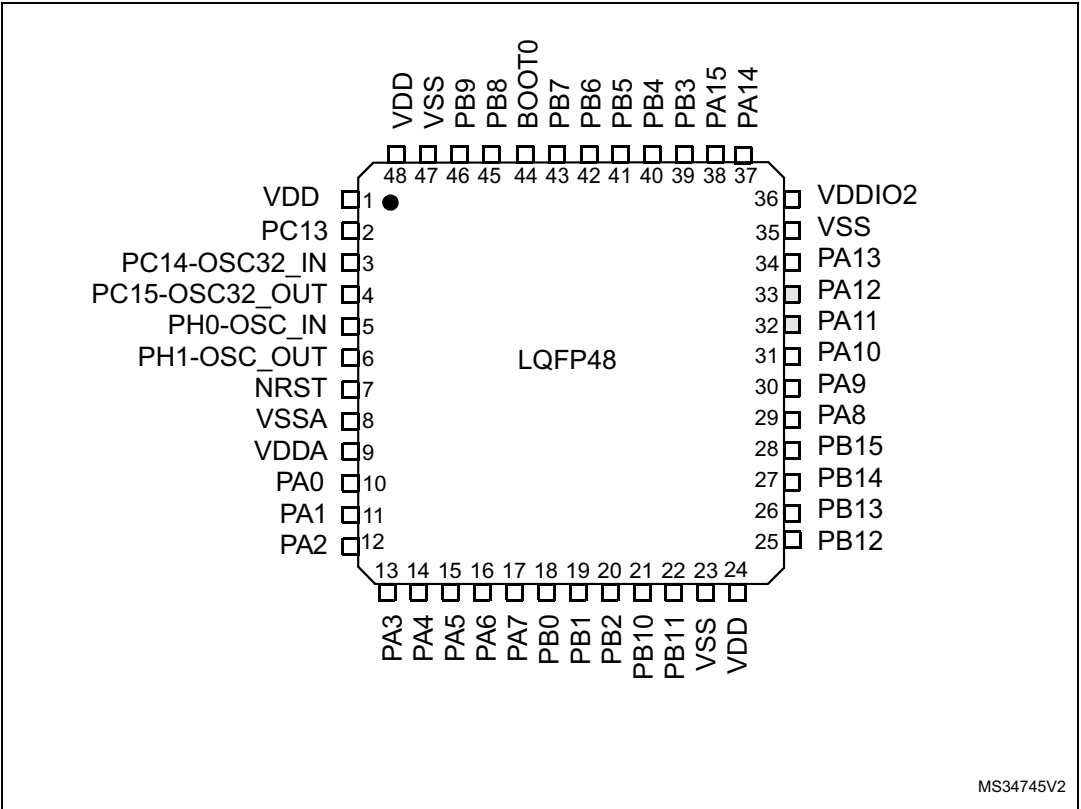 VDD
VSS
PB9
PB8
BOOT0
PB7
PB6
PB5
PB4
PB3
PA15
PA14
48 47 46 45 44 43 42 41 40 39 38 37
VDD 1
PC13 2
PC14-OSC32_IN 3
PC15-OSC32_OUT 4
PH0-OSC_IN 5
PH1-OSC_OUT 6
NRST 7
VSSA 8
VDDA 9
PA0 10
PA1 11
PA2 12
LQFP48
36 VDDIO2
35 VSS
34 PA13
33 PA12
32 PA11
31 PA10
30 PA9
29 PA8
28 PB15
27 PB14
26 PB13
25 PB12
13 14 15 16 17 18 19 20 21 22 23 24
PA3
PA4
PA5
PA6
PA7
PB0
PB1
PB2
PB10
PB11
VSS
VDD
MS34745V2